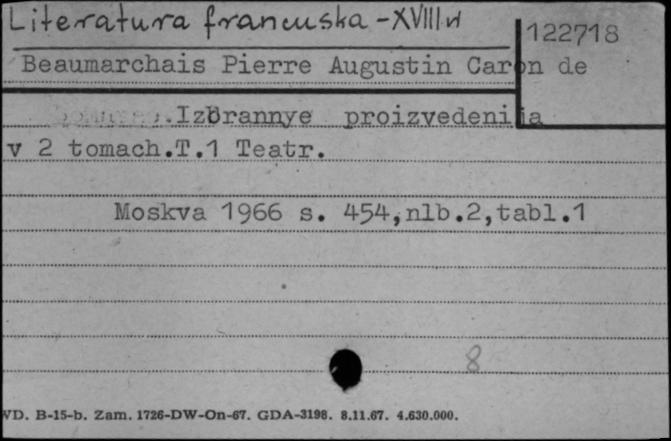 Literatura francuska - XVIII w
122718
Beaumarchais Pierre Augustin Caron de
.Izbrannye proizvedenija
v 2 tomach.T.1 Teatr.
Moskva 1966 s. 454,nlb.2,tabl.1
8
WD. B-15-b. Zam. 1726-DW-On-67. GDA-3198. 8.11.67. 4.630.000.